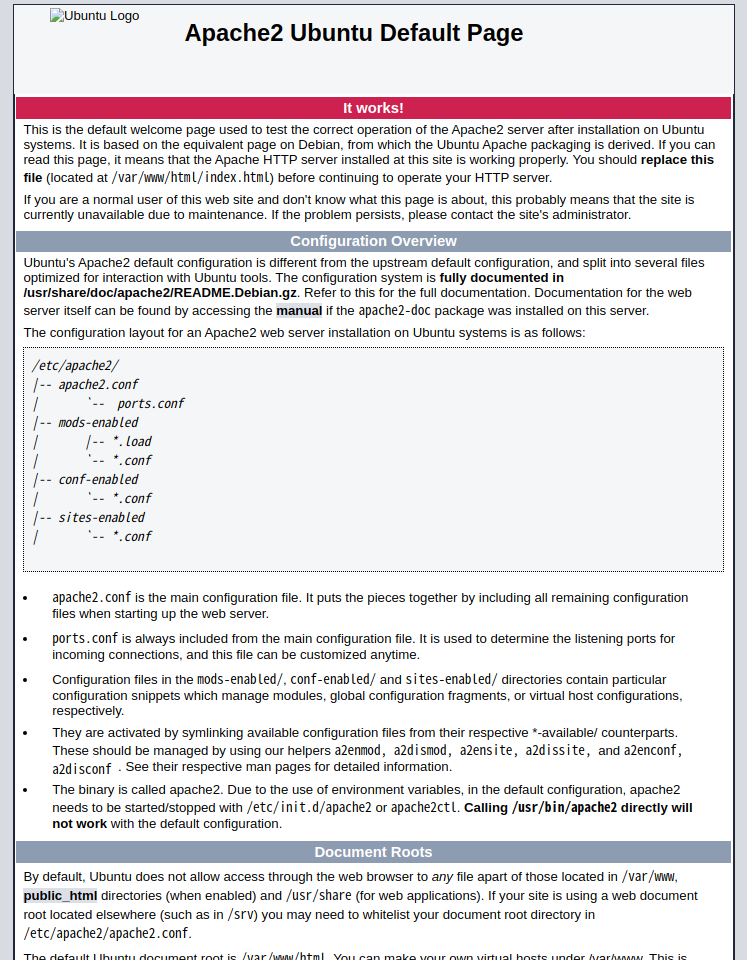 Ubuntu Logo
Apache2 Ubuntu Default Page
It works!
This is the default welcome page used to test the correct operation of the Apache2 server after installation on Ubuntu
systems. It is based on the equivalent page on Debian, from which the Ubuntu Apache packaging is derived. If you can
read this page, it means that the Apache HTTP server installed at this site is working properly. You should replace this
file (located at /var/www/html/index.html) before continuing to operate your HTTP server.
If you are a normal user of this web site and don't know what this page is about, this probably means that the site is
currently unavailable due to maintenance. If the problem persists, please contact the site's administrator.
Configuration Overview
Ubuntu's Apache2 default configuration is different from the upstream default configuration, and split into several files
optimized for interaction with Ubuntu tools. The configuration system is fully documented in
/usr/share/doc/apache2/README.Debian.gz. Refer to this for the full documentation. Documentation for the web
server itself can be found by accessing the manual if the apache2-doc package was installed on this server.
The configuration layout for an Apache2 web server installation on Ubuntu systems is as follows:
/etc/apache2/
|-- apache2.conf
|       `--  ports.conf
|-- mods-enabled
|       |-- *.load
|       `-- *.conf
|-- conf-enabled
|       `-- *.conf
|-- sites-enabled
|       `-- *.conf
• apache2.conf is the main configuration file. It puts the pieces together by including all remaining configuration
files when starting up the web server.
• ports.conf is always included from the main configuration file. It is used to determine the listening ports for
incoming connections, and this file can be customized anytime.
• Configuration files in the mods-enabled/, conf-enabled/ and sites-enabled/ directories contain particular
configuration snippets which manage modules, global configuration fragments, or virtual host configurations,
respectively.
• They are activated by symlinking available configuration files from their respective *-available/ counterparts.
These should be managed by using our helpers a2enmod, a2dismod, a2ensite, a2dissite, and a2enconf,
a2disconf . See their respective man pages for detailed information.
• The binary is called apache2. Due to the use of environment variables, in the default configuration, apache2
needs to be started/stopped with /etc/init.d/apache2 or apache2ctl. Calling /usr/bin/apache2 directly will
not work with the default configuration.
Document Roots
By default, Ubuntu does not allow access through the web browser to any file apart of those located in /var/www,
public_html directories (when enabled) and /usr/share (for web applications). If your site is using a web document
root located elsewhere (such as in /srv) you may need to whitelist your document root directory in
/etc/apache2/apache2.conf.
The default Ubuntu document root is /var/www/html. You can make your own virtual hosts under /var/www. This is